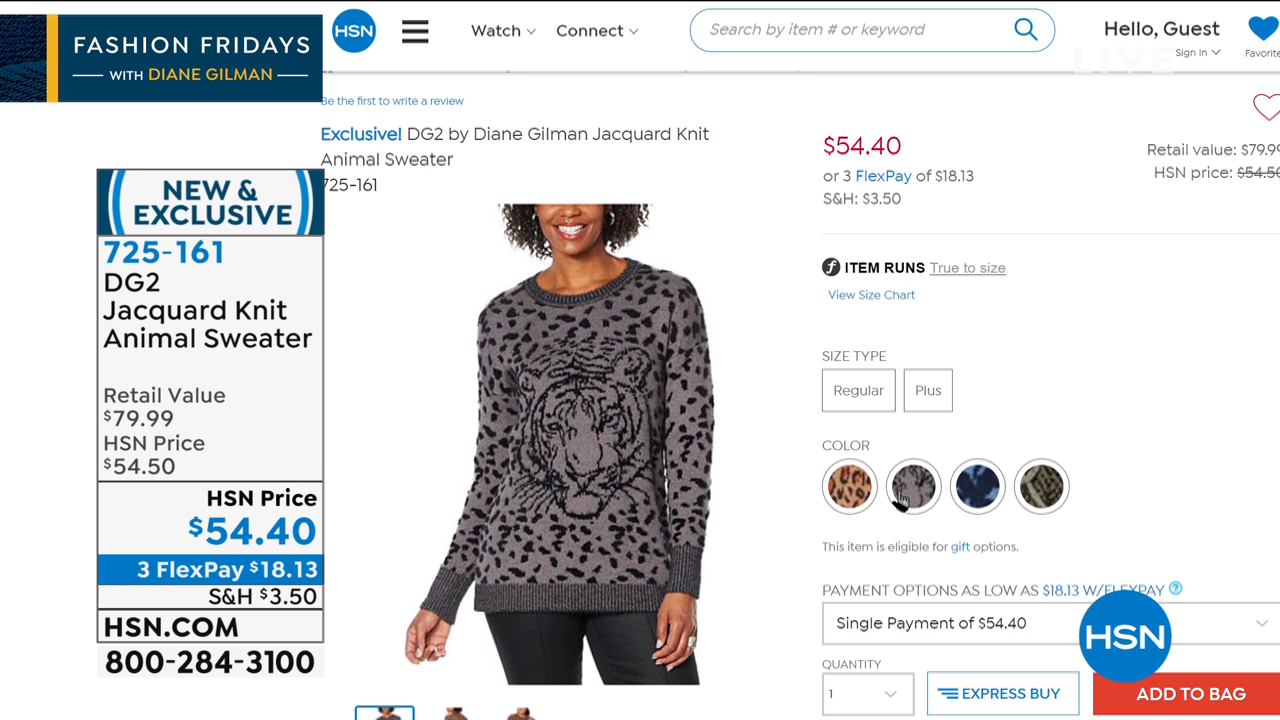 FASHION FRIDAYS
WITH DIANE GILMAN
HSN
Watch
Connect
Search by item # or keyword
Hello, Guest
Sign In
Favorite
LIVE
Be the first to write a review
Exclusive! DG2 by Diane Gilman Jacquard Knit
Animal Sweater
725-161
NEW &
EXCLUSIVE
725-161
DG2
Jacquard Knit
Animal Sweater
Retail Value
$79.99
HSN Price
$54.50
HSN Price
$54.40
3 FlexPay $18.13
S&H $3.50
HSN.COM
800-284-3100
$54.40
or 3 FlexPay of $18.13
S&H: $3.50
Retail value: $79.99
HSN price: $54.50
ITEM RUNS True to size
View Size Chart
SIZE TYPE
Regular
Plus
COLOR
This item is eligible for gift options.
PAYMENT OPTIONS AS LOW AS $18.13 W/FLEXPAY ?
Single Payment of $54.40
HSN
QUANTITY
1
EXPRESS BUY
ADD TO BAG